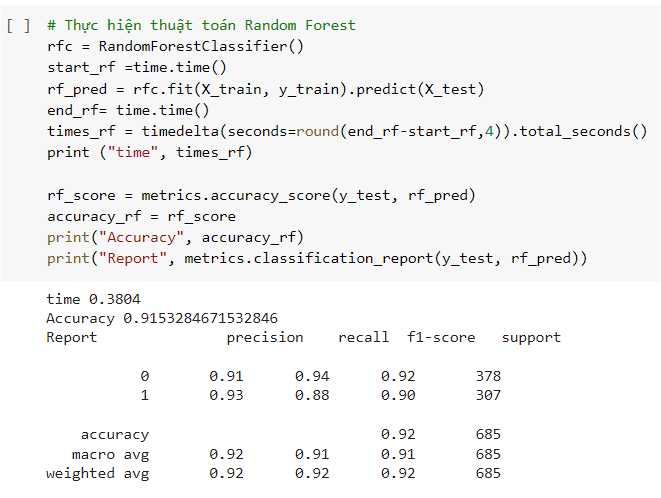 [ ] # Thực hiện thuật toán Random Forest
rfc = RandomForestClassifier()
start_rf =time.time()
rf_pred = rfc.fit(X_train, y_train).predict(X_test)
end_rf= time.time()
times_rf = timedelta(seconds=round(end_rf-start_rf,4)).total_seconds()
print ("time", times_rf)

rf_score = metrics.accuracy_score(y_test, rf_pred)
accuracy_rf = rf_score
print("Accuracy", accuracy_rf)
print("Report", metrics.classification_report(y_test, rf_pred))

time 0.3804
Accuracy 0.9153284671532846
Report               precision    recall  f1-score   support

           0       0.91      0.94      0.92       378
           1       0.93      0.88      0.90       307

    accuracy                           0.92       685
   macro avg       0.92      0.91      0.91       685
weighted avg       0.92      0.92      0.92       685